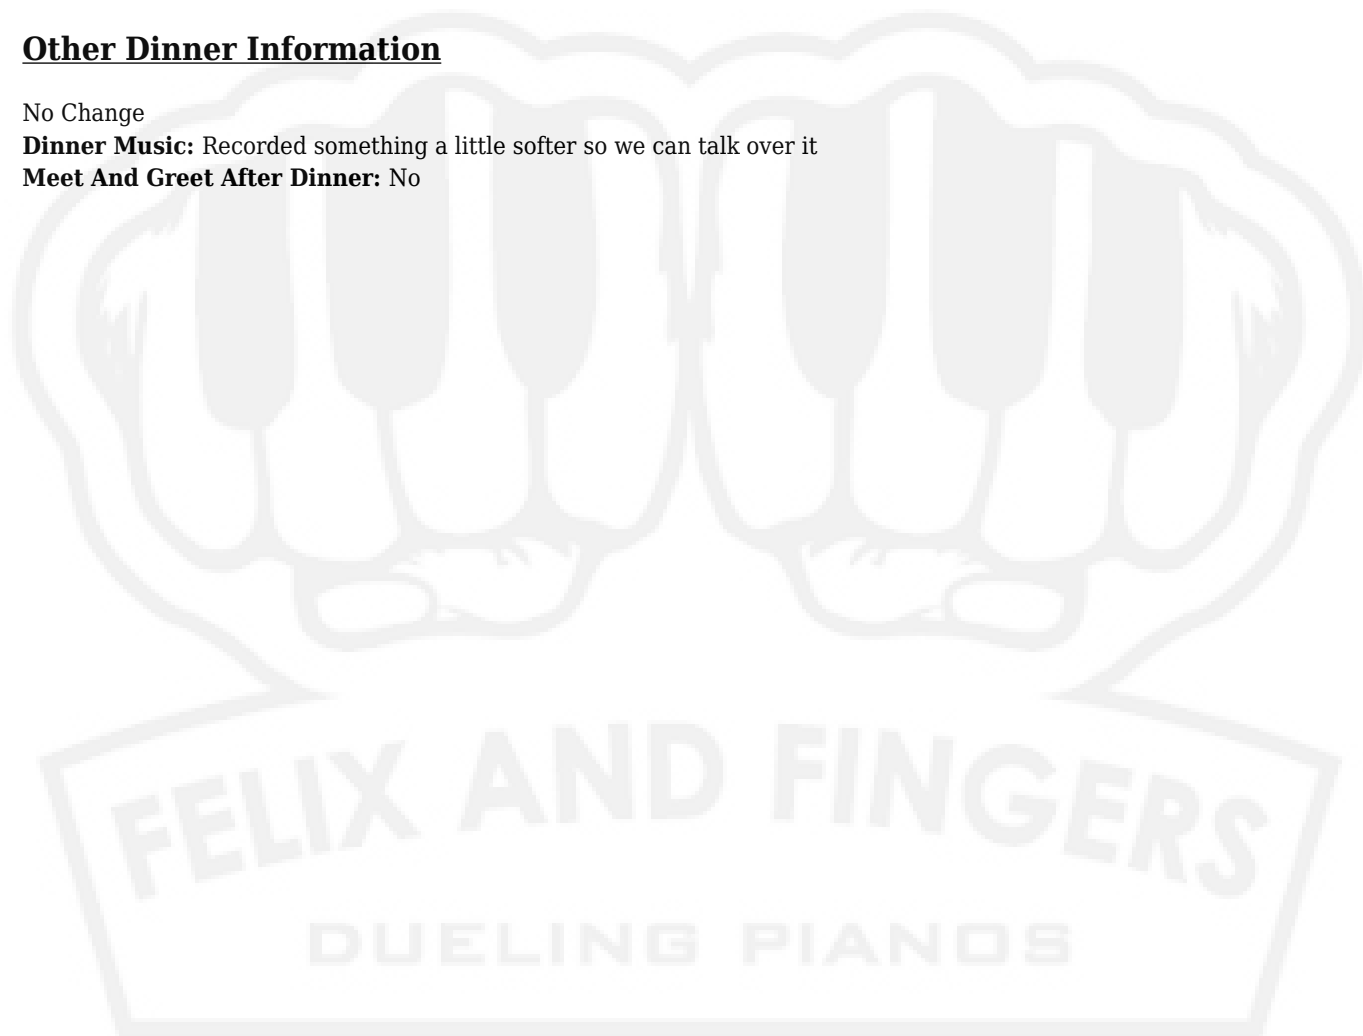 Other Dinner Information
No Change
Dinner Music: Recorded something a little softer so we can talk over it
Meet And Greet After Dinner: No
FELIX AND FINGERS
DUELING PIANOS